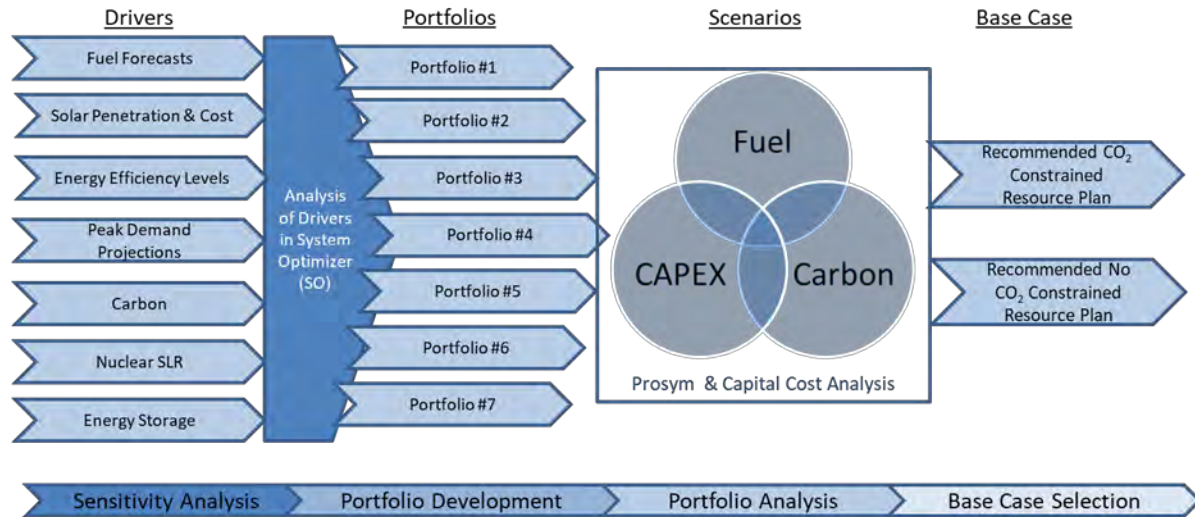 Drivers
Portfolios
Scenarios
Base Case
Fuel Forecasts
Solar Penetration & Cost
Energy Efficiency Levels
Peak Demand
Projections
Carbon
Nuclear SLR
Energy Storage
Analysis
of Drivers
in System
Optimizer
(SO)
Portfolio #1
Portfolio #2
Portfolio #3
Portfolio #4
Portfolio #5
Portfolio #6
Portfolio #7
Fuel
CAPEX
Carbon
Prosym & Capital Cost Analysis
Recommended CO₂
Constrained
Resource Plan
Recommended No
CO₂ Constrained
Resource Plan
Sensitivity Analysis
Portfolio Development
Portfolio Analysis
Base Case Selection